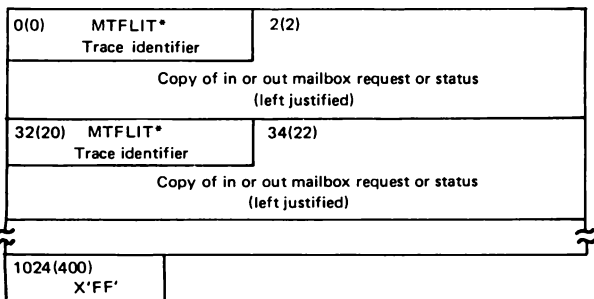 0(0) MTFLIT* 2(2)
Trace identifier
Copy of in or out mailbox request or status
(left justified)
32(20) MTFLIT* 34(22)
Trace identifier
Copy of in or out mailbox request or status
(left justified)
1024(400)
X'FF'